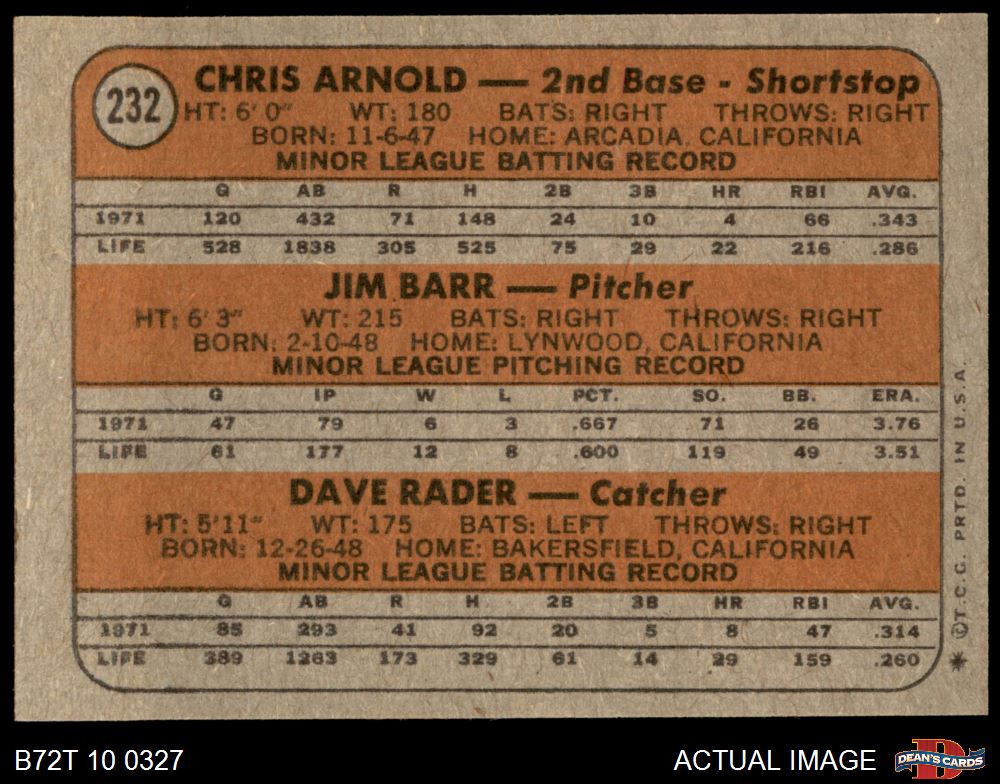 232
CHRIS ARNOLD — 2nd Base - Shortstop
HT: 6' 0" WT: 180 BATS: RIGHT THROWS: RIGHT
BORN: 11-6-47 HOME: ARCADIA, CALIFORNIA
MINOR LEAGUE BATTING RECORD
G AB R H 2B 3B HR RBI AVG.
1971 120 432 71 148 24 10 4 66 .343
LIFE 528 1838 305 525 75 29 22 216 .286
JIM BARR — Pitcher
HT: 6' 3" WT: 215 BATS: RIGHT THROWS: RIGHT
BORN: 2-10-48 HOME: LYNWOOD, CALIFORNIA
MINOR LEAGUE PITCHING RECORD
G IP W L PCT. SO. BB. ERA.
1971 47 79 6 3 .667 71 26 3.76
LIFE 61 177 12 8 .600 119 49 3.51
DAVE RADER — Catcher
HT: 5'11" WT: 175 BATS: LEFT THROWS: RIGHT
BORN: 12-26-48 HOME: BAKERSFIELD, CALIFORNIA
MINOR LEAGUE BATTING RECORD
G AB R H 2B 3B HR RBI AVG.
1971 85 293 41 92 20 5 8 47 .314
LIFE 389 1263 173 329 61 14 29 159 .260
* © T.C.G. PRTD. IN U.S.A.
B72T 10 0327
ACTUAL IMAGE
D
DEAN'S CARDS